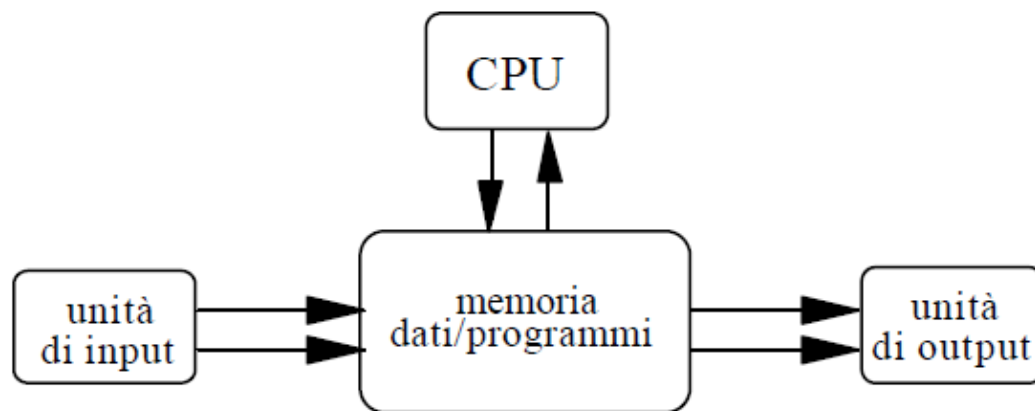 CPU
unità
di input
memoria
dati/programmi
unità
di output